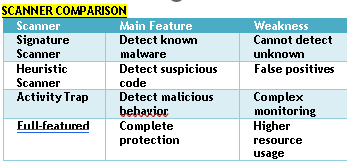 SCANNER COMPARISON
Scanner Main Feature Weakness
Signature Detect known Cannot detect
Scanner malware unknown
Heuristic Detect suspicious False positives
Scanner code
Activity Trap Detect malicious Complex
behavior monitoring
Full-featured Complete Higher
protection resource
usage